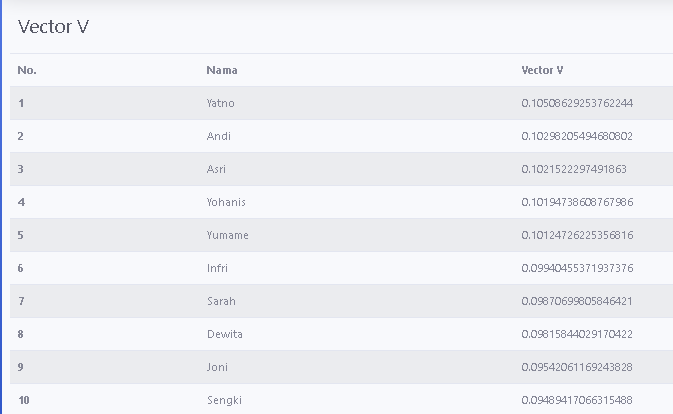 Vector V
No. Nama Vector V
1 Yatno 0.10508629253762244
2 Andi 0.10298205494680802
3 Asri 0.1021522297491863
4 Yohanis 0.10194738608767986
5 Yumame 0.10124726225356816
6 Infri 0.09940455371937376
7 Sarah 0.09870699805846421
8 Dewita 0.09815844029170422
9 Joni 0.09542061169243828
10 Sengki 0.09489417066315488